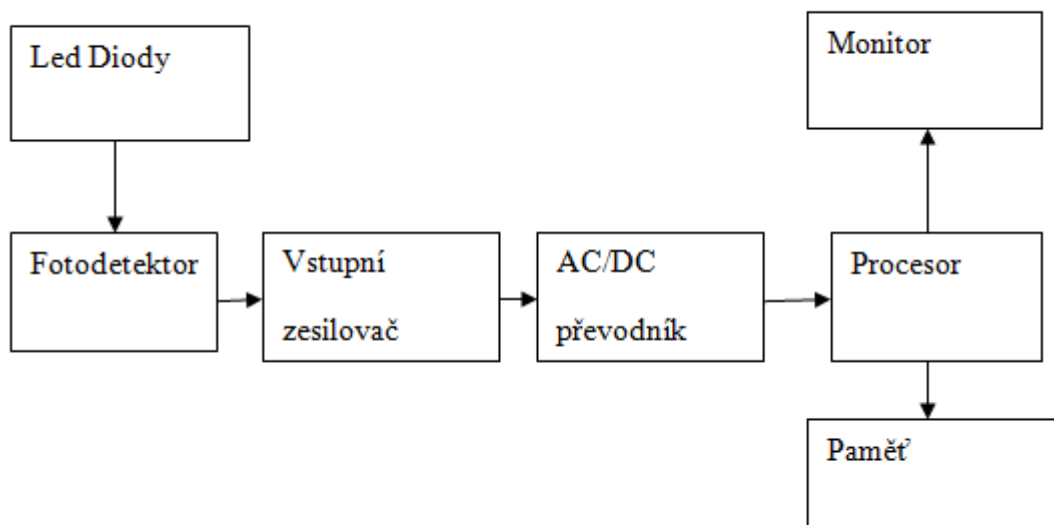 Led Diody
Monitor
Fotodetektor
Vstupní
zesilovač
AC/DC
převodník
Procesor
Paměť